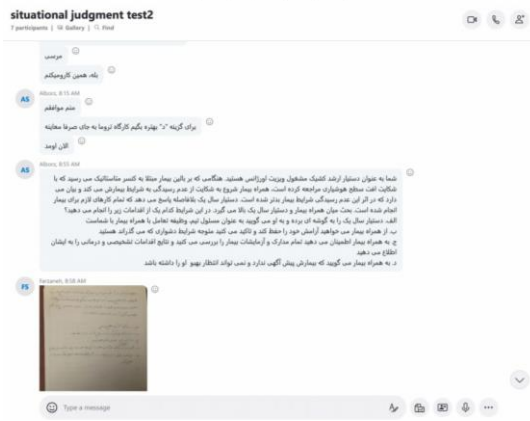 situational judgment test2
7 participants | Gallery | Find
مرسی
بله، همین کارومیکنم
Abbass, 8:15 AM
AS
منم موافقم
برای گزینه "د" بهتره بگیم کارگاه تروما به جای صرفا معاینه
الان اومد
AS
Abbass, 8:55 AM
شما به عنوان دستیار ارشد کشیک مشغول ویزیت اورژانس هستید. هنگامی که بر بالین بیمار مبتلا به کنسر متاستاتیک می رسید که با
شکایت افت سطح هوشیاری مراجعه کرده است، همراه بیمار شروع به شکایت از عدم رسیدگی به شرایط بیمارش می کند و بیان می
دارد که در اثر این عدم رسیدگی شرایط بیمار بدتر شده است. دستیار سال یک بلافاصله پاسخ می دهد که تمام کارهای لازم برای بیمار
انجام شده است. بحث میان همراه بیمار و دستیار سال یک بالا می گیرد. در این شرایط کدام یک از اقدامات زیر را انجام می دهید؟
الف. دستیار سال یک را به گوشه ای برده و به او می گویید به عنوان مسئول تیم وظیفه تعامل با همراه بیمار با شماست
ب. از همراه بیمار می خواهید آرامش خود را حفظ کند و تاکید می کنید متوجه شرایط دشواری که می گذراند هستید
ج. به همراه بیمار اطمینان می دهید تمام مدارک و آزمایشات بیمار را بررسی می کنید و نتایج اقدامات تشخیصی و درمانی را به ایشان
اطلاع می دهید
د. به همراه بیمار می گویید که بیمارش پیش آگهی ندارد و نمی تواند انتظار بهبو او را داشته باشد
FS
Farzaneh, 8:58 AM
Type a message